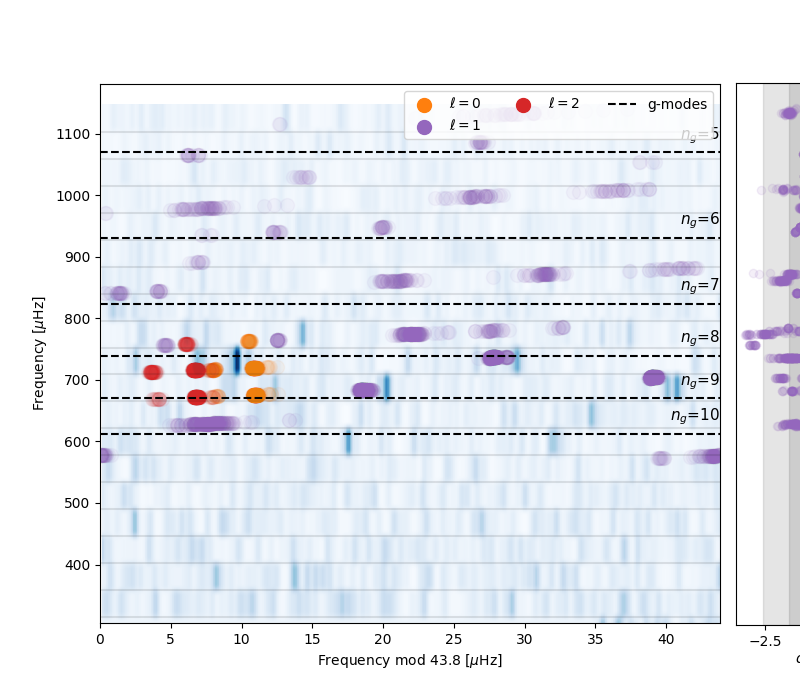 ℓ = 0
ℓ = 1
ℓ = 2
g-modes
n_g=5
n_g=6
n_g=7
n_g=8
n_g=9
n_g=10
1100
1000
900
800
700
600
500
400
Frequency [μHz]
0 5 10 15 20 25 30 35 40
Frequency mod 43.8 [μHz]
−2.5